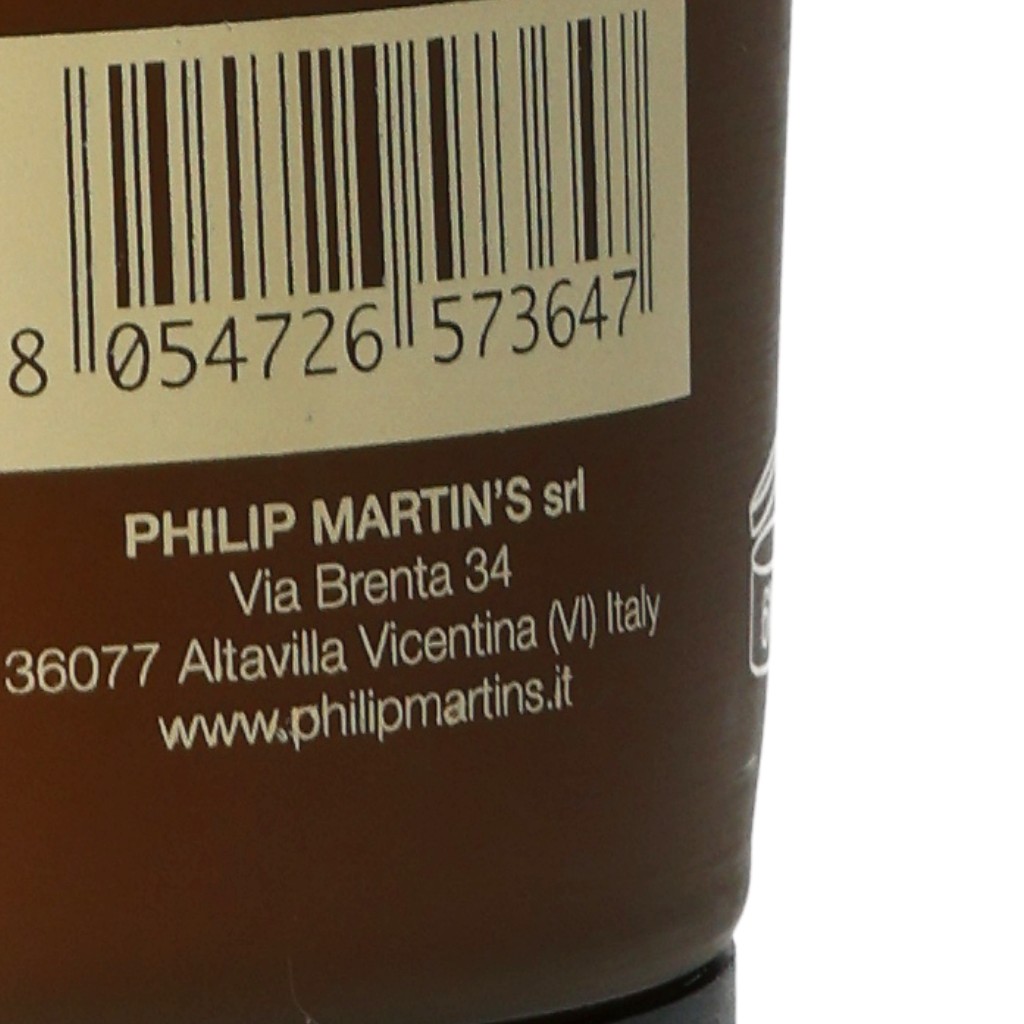 8 054726 573647
PHILIP MARTIN'S srl
Via Brenta 34
36077 Altavilla Vicentina (VI) Italy
www.philipmartins.it